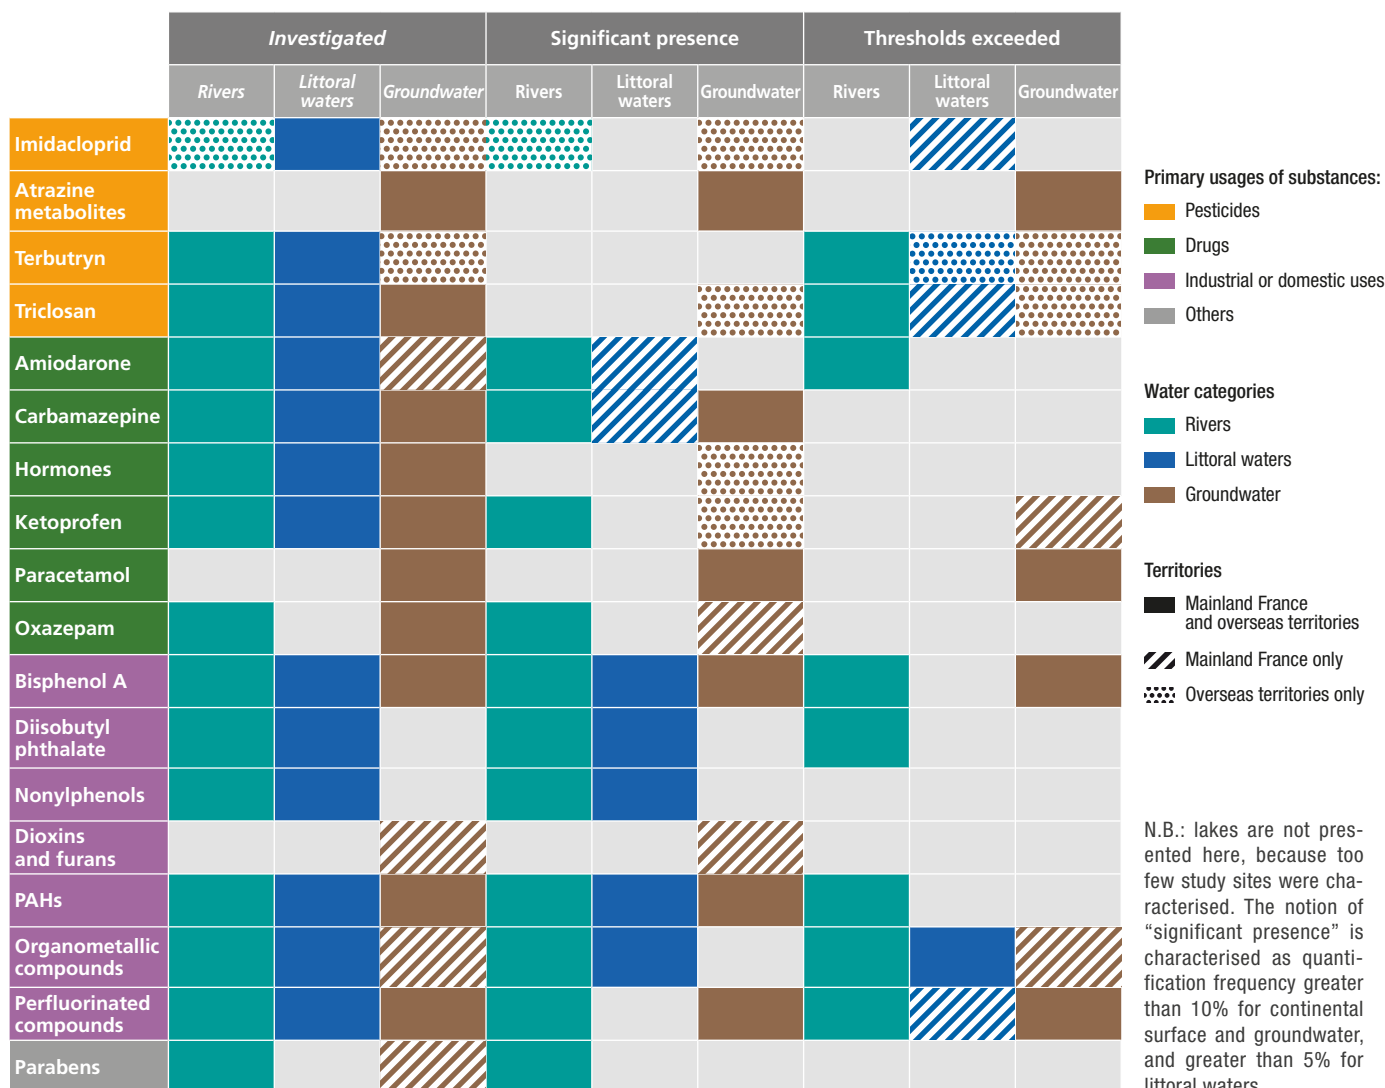 Investigated
Significant presence
Thresholds exceeded
Rivers
Littoral
waters
Groundwater
Rivers
Littoral
waters
Groundwater
Rivers
Littoral
waters
Groundwater
Imidacloprid
Atrazine
metabolites
Terbutryn
Triclosan
Amiodarone
Carbamazepine
Hormones
Ketoprofen
Paracetamol
Oxazepam
Bisphenol A
Diisobutyl
phthalate
Nonylphenols
Dioxins
and furans
PAHs
Organometallic
compounds
Perfluorinated
compounds
Parabens
Primary usages of substances:
Pesticides
Drugs
Industrial or domestic uses
Others
Water categories
Rivers
Littoral waters
Groundwater
Territories
Mainland France
and overseas territories
Mainland France only
Overseas territories only
N.B.: lakes are not pres-
ented here, because too
few study sites were cha-
racterised. The notion of
“significant presence” is
characterised as quanti-
fication frequency greater
than 10% for continental
surface and groundwater,
and greater than 5% for
littoral waters